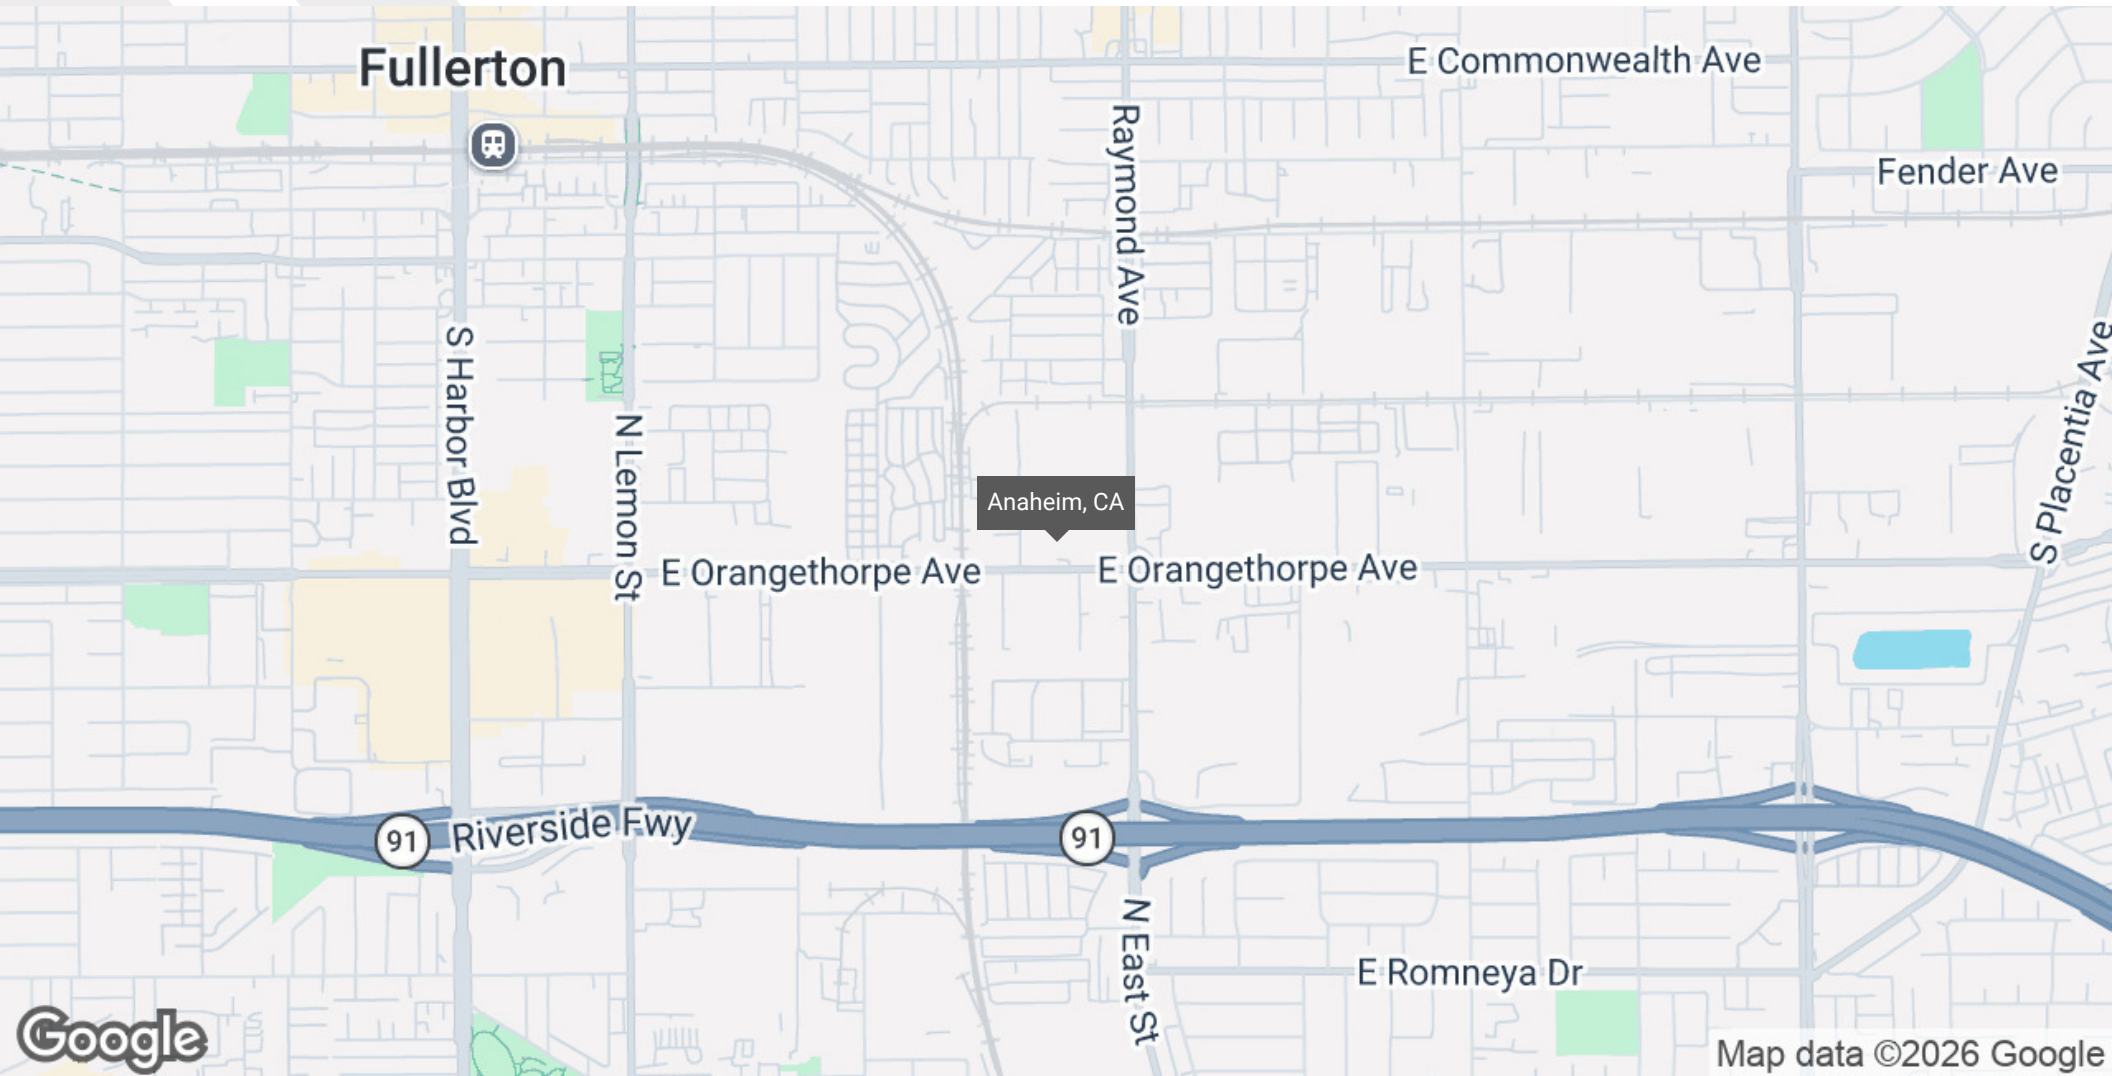 Fullerton
E Commonwealth Ave
Raymond Ave
Fender Ave
S Harbor Blvd
N Lemon St
S Placentia Ave
Anaheim, CA
E Orangethorpe Ave
E Orangethorpe Ave
91
Riverside Fwy
91
N East St
E Romneya Dr
Google
Map data ©2026 Google